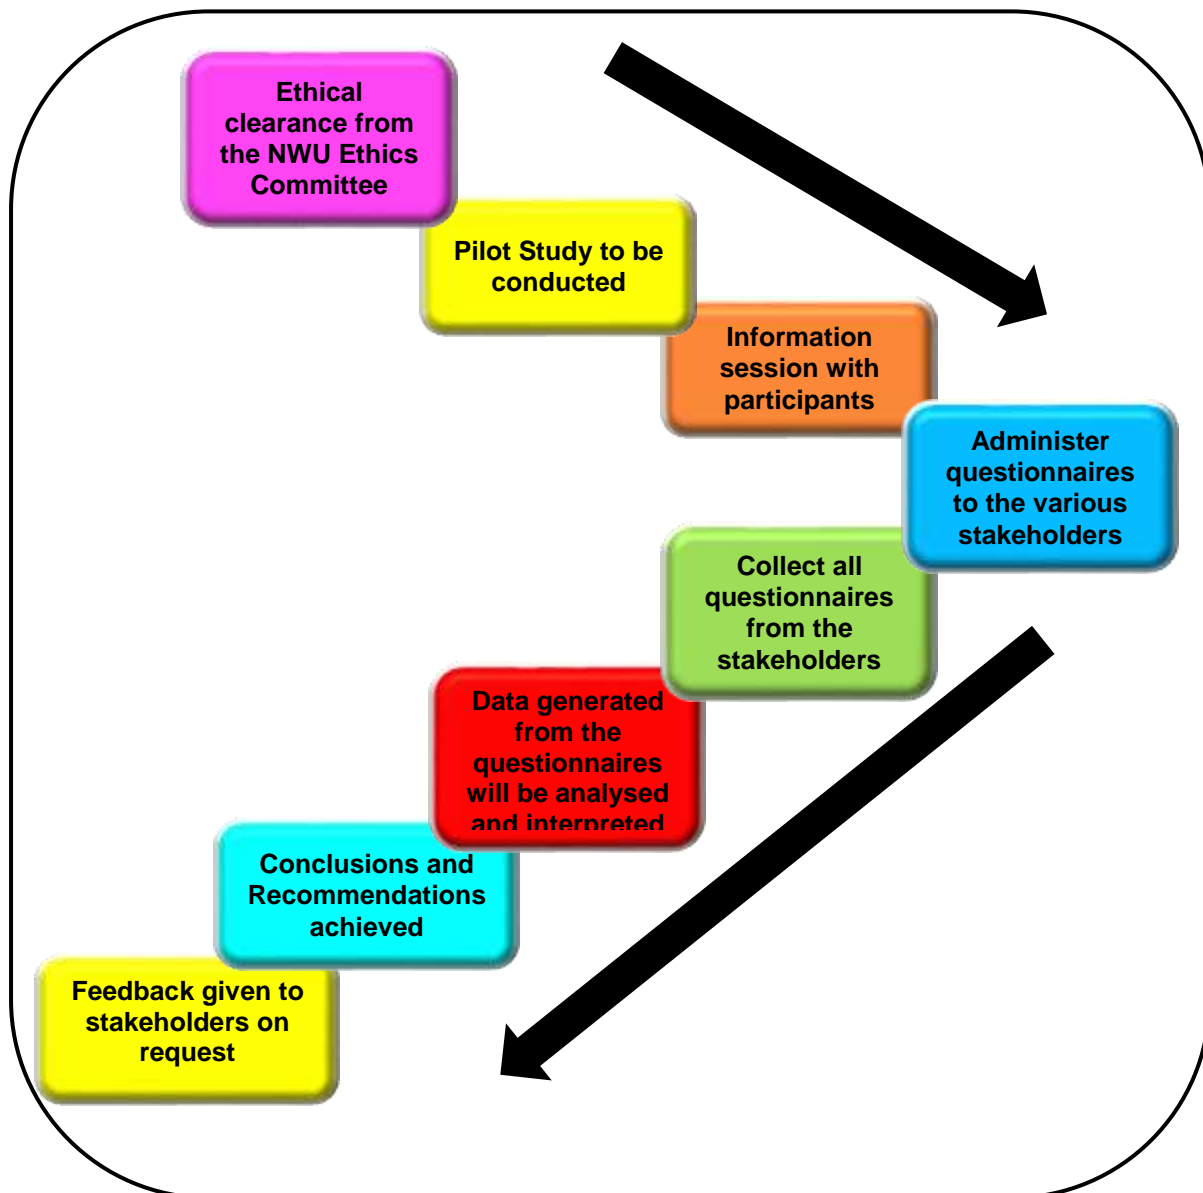 Ethical
clearance from
the NWU Ethics
Committee
Pilot Study to be
conducted
Information
session with
participants
Administer
questionnaires
to the various
stakeholders
Collect all
questionnaires
from the
stakeholders
Data generated
from the
questionnaires
will be analysed
and interpreted
Conclusions and
Recommendations
achieved
Feedback given to
stakeholders on
request